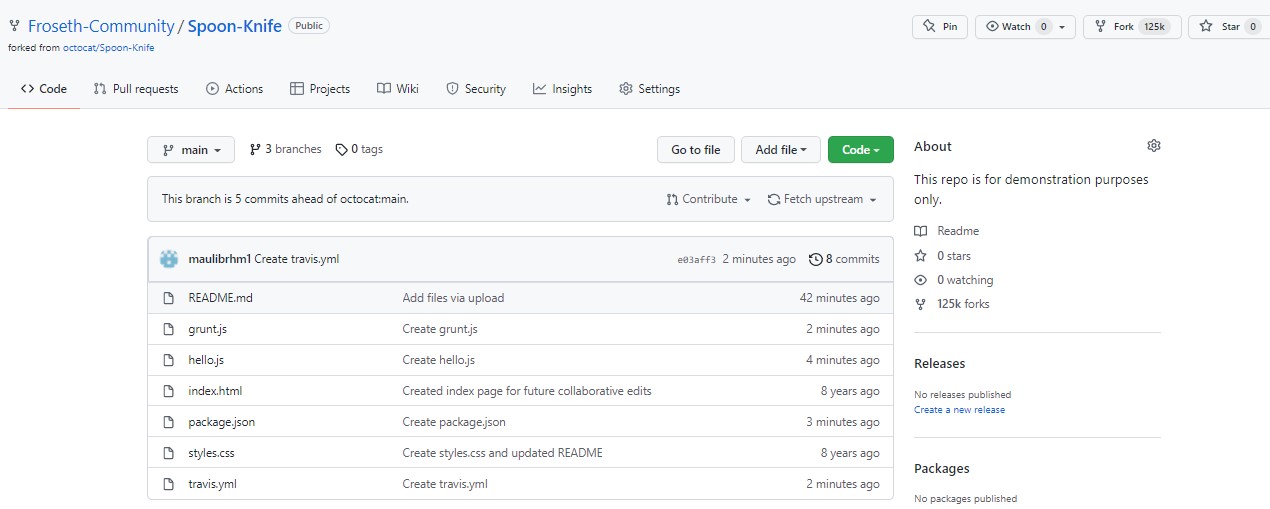 Froseth-Community / Spoon-Knife Public Pin Watch 0 Fork 125k Star 0
forked from octocat/Spoon-Knife
Code Pull requests Actions Projects Wiki Security Insights Settings
main 3 branches 0 tags Go to file Add file Code
This branch is 5 commits ahead of octocat:main. Contribute Fetch upstream
maulibrhm1 Create travis.yml e03aff3 2 minutes ago 8 commits
README.md Add files via upload 42 minutes ago
grunt.js Create grunt.js 2 minutes ago
hello.js Create hello.js 4 minutes ago
index.html Created index page for future collaborative edits 8 years ago
package.json Create package.json 3 minutes ago
styles.css Create styles.css and updated README 8 years ago
travis.yml Create travis.yml 2 minutes ago
About
This repo is for demonstration purposes
only.
Readme
0 stars
0 watching
125k forks
Releases
No releases published
Create a new release
Packages
No packages published